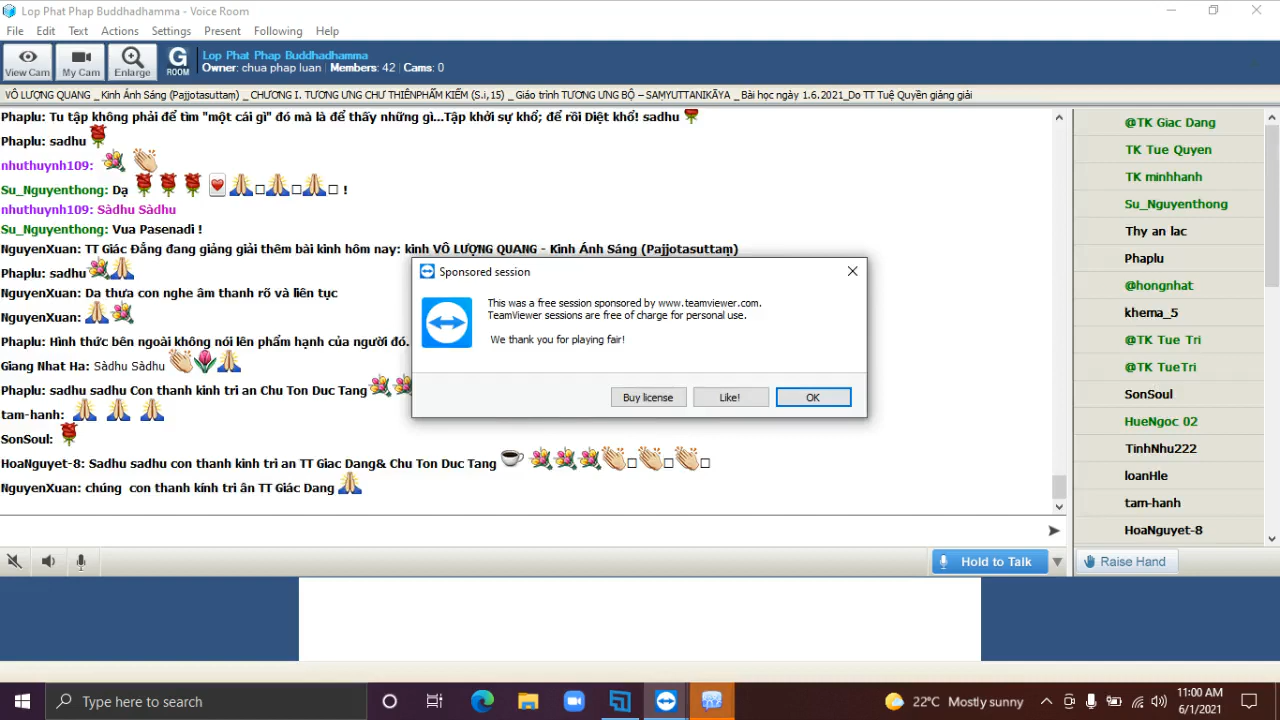 Lop Phat Phap Buddhadhamma - Voice Room
File Edit Text Actions Settings Present Following Help
View Cam My Cam Enlarge G ROOM
Lop Phat Phap Buddhadhamma
Owner: chua phap luan | Members: 42 | Cams: 0
VÔ LƯỢNG QUANG _Kinh Ánh Sáng (Pajjotasuttaṃ) _CHƯƠNG I. TƯƠNG ƯNG CHƯ THIÊNPHẨM KIẾM (S.i,15) _Giáo trình TƯƠNG ƯNG BỘ – SAMYUTTANIKĀYA _Bài học ngày 1.6.2021_Do TT Tuệ Quyền giảng giải
Phaplu: Tu tập không phải để tìm "một cái gì" đó mà là để thấy những gì...Tập khởi sự khổ; để rồi Diệt khổ! sadhu
Phaplu: sadhu
nhuthuynh109:
Su_Nguyenthong: Dạ !
nhuthuynh109: Sàdhu Sàdhu
Su_Nguyenthong: Vua Pasenadi !
NguyenXuan: TT Giác Đẳng đang giảng giải thêm bài kinh hôm nay: kinh VÔ LƯỢNG QUANG - Kinh Ánh Sáng (Pajjotasuttaṃ)
Phaplu: sadhu
NguyenXuan: Dạ thưa con nghe âm thanh rõ và liên tục
NguyenXuan:
Phaplu: Hình thức bên ngoài không nói lên phẩm hạnh của người đó.
Giang Nhat Ha: Sàdhu Sàdhu
Phaplu: sadhu sadhu Con thanh kinh tri an Chu Ton Duc Tang
tam-hanh:
SonSoul:
HoaNguyet-8: Sadhu sadhu con thanh kinh tri an TT Giac Dang& Chu Ton Duc Tang
NguyenXuan: chúng con thanh kính tri ân TT Giác Dang
Sponsored session
This was a free session sponsored by www.teamviewer.com.
TeamViewer sessions are free of charge for personal use.
We thank you for playing fair!
Buy license Like! OK
@TK Giac Dang
TK Tue Quyen
TK minhhanh
Su_Nguyenthong
Thy an lac
Phaplu
@hongnhat
khema_5
@TK Tue Tri
@TK TueTri
SonSoul
HueNgoc 02
TinhNhu222
loanHle
tam-hanh
HoaNguyet-8
Hold to Talk
Raise Hand
Type here to search
22°C Mostly sunny
11:00 AM
6/1/2021